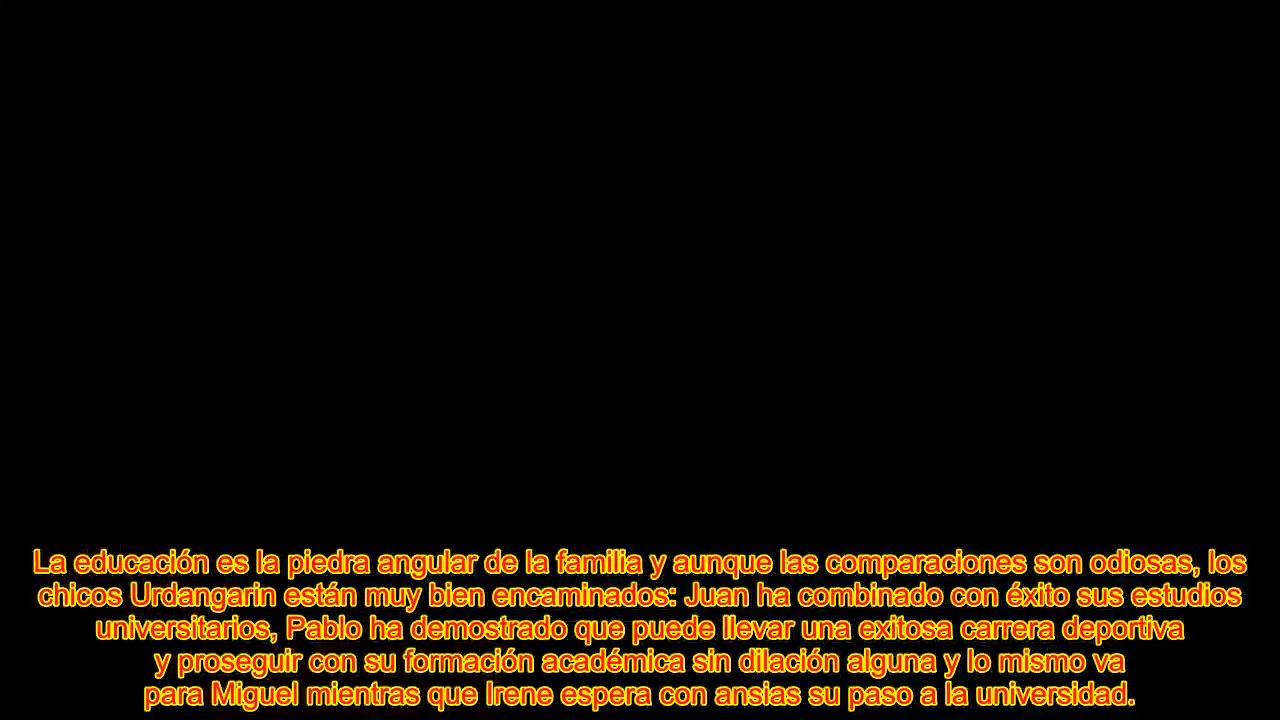 La educación es la piedra angular de la familia y aunque las comparaciones son odiosas, los
chicos Urdangarin están muy bien encaminados: Juan ha combinado con éxito sus estudios
universitarios, Pablo ha demostrado que puede llevar una exitosa carrera deportiva
y proseguir con su formación académica sin dilación alguna y lo mismo va
para Miguel mientras que Irene espera con ansias su paso a la universidad.